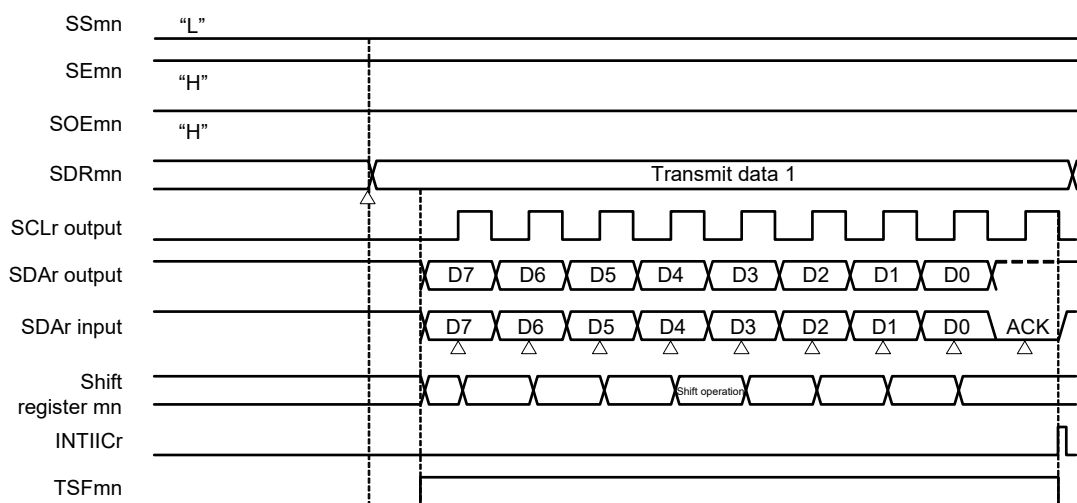 SSmn “L”
SEmn
“H”
SOEmn
“H”
SDRmn Transmit data 1
SCLr output
SDAr output D7 D6 D5 D4 D3 D2 D1 D0
SDAr input D7 D6 D5 D4 D3 D2 D1 D0 ACK
Shift
register mn Shift operation
INTIICr
TSFmn